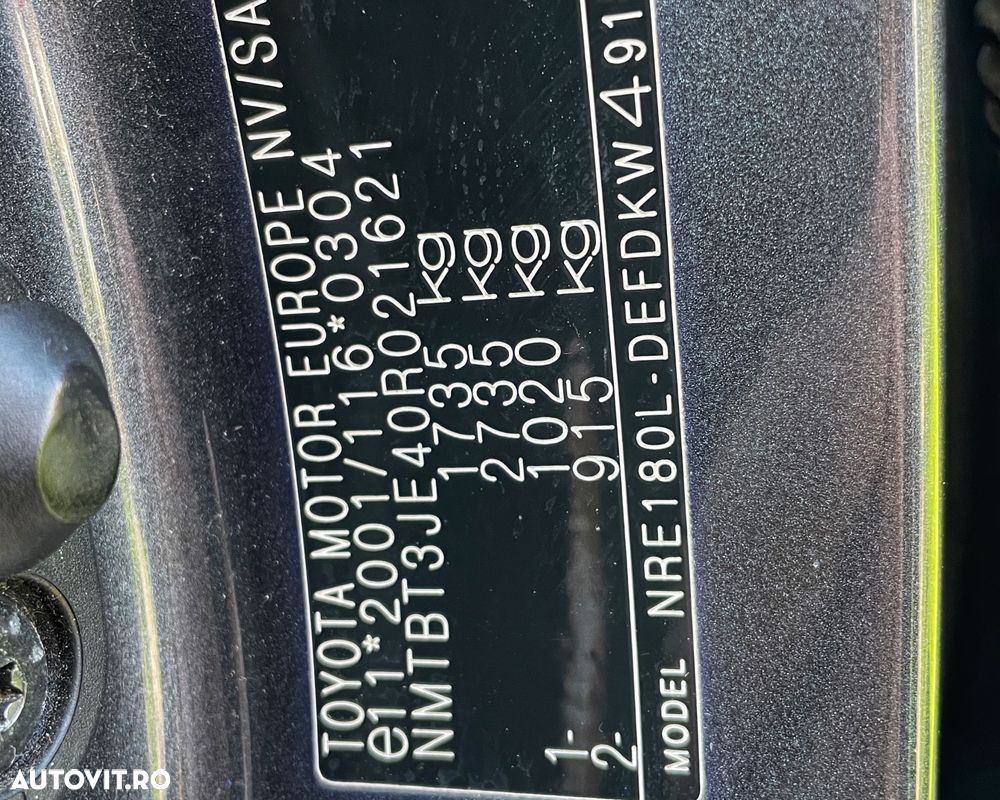 TOYOTA MOTOR EUROPE NV/SA
e11*2001/116*0304
NMTBT3JE40R021621
1735 kg
2735 kg
1- 1020 kg
2- 915 kg
MODEL NRE180L-DEFDKW 491
AUTOVIT.RO